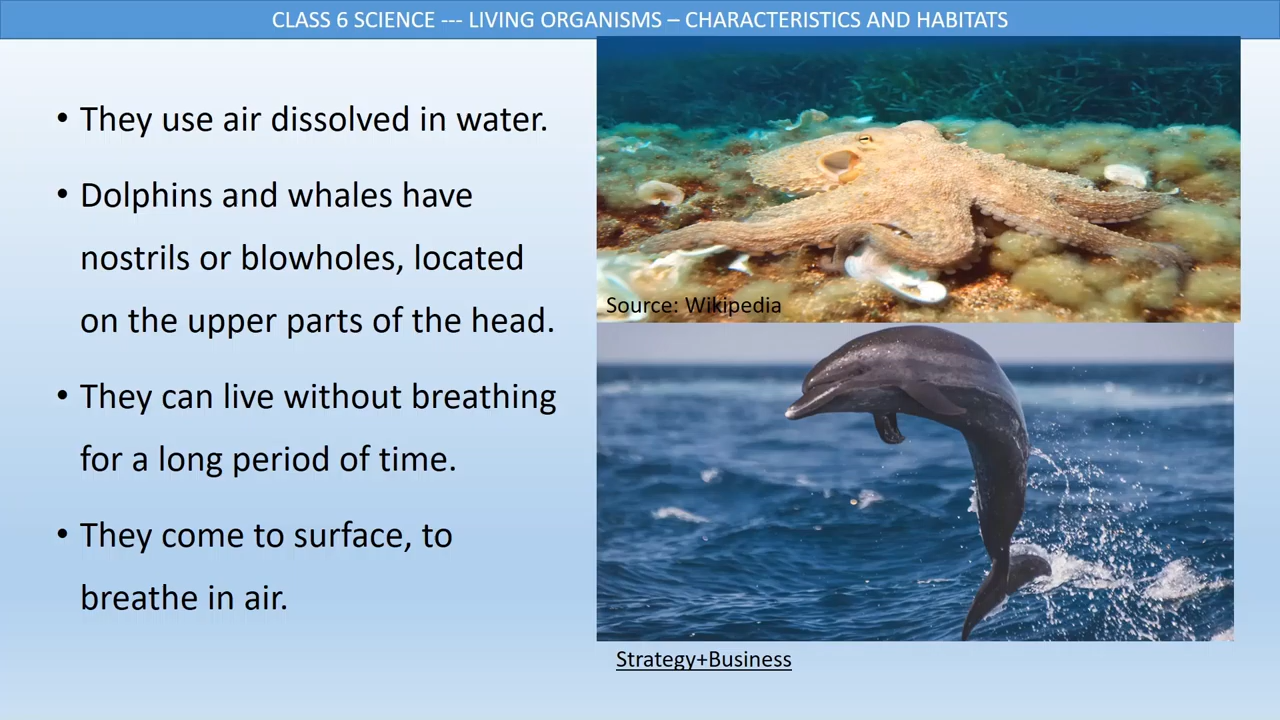 CLASS 6 SCIENCE --- LIVING ORGANISMS – CHARACTERISTICS AND HABITATS
• They use air dissolved in water.
• Dolphins and whales have
nostrils or blowholes, located
on the upper parts of the head.
• They can live without breathing
for a long period of time.
• They come to surface, to
breathe in air.
Source: Wikipedia
Strategy+Business